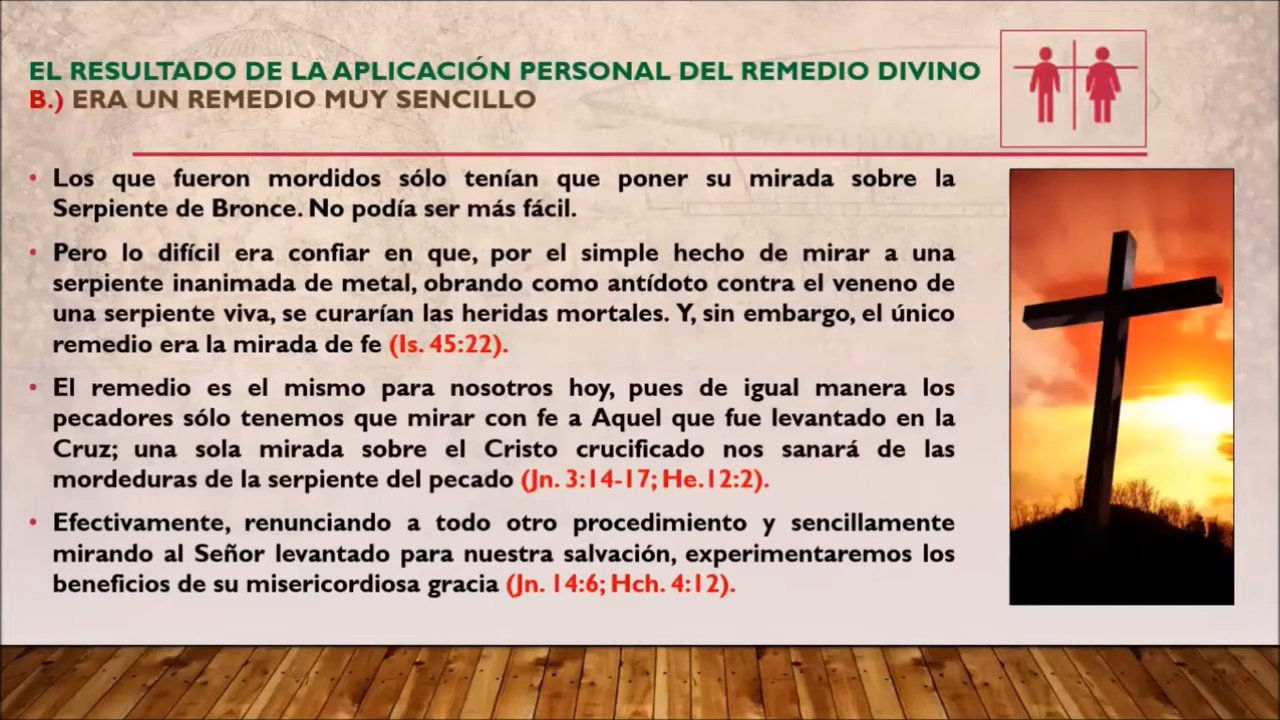 EL RESULTADO DE LA APLICACIÓN PERSONAL DEL REMEDIO DIVINO
B.) ERA UN REMEDIO MUY SENCILLO
• Los que fueron mordidos sólo tenían que poner su mirada sobre la
Serpiente de Bronce. No podía ser más fácil.
• Pero lo difícil era confiar en que, por el simple hecho de mirar a una
serpiente inanimada de metal, obrando como antídoto contra el veneno de
una serpiente viva, se curarían las heridas mortales. Y, sin embargo, el único
remedio era la mirada de fe (Is. 45:22).
• El remedio es el mismo para nosotros hoy, pues de igual manera los
pecadores sólo tenemos que mirar con fe a Aquel que fue levantado en la
Cruz; una sola mirada sobre el Cristo crucificado nos sanará de las
mordeduras de la serpiente del pecado (Jn. 3:14-17; He.12:2).
• Efectivamente, renunciando a todo otro procedimiento y sencillamente
mirando al Señor levantado para nuestra salvación, experimentaremos los
beneficios de su misericordiosa gracia (Jn. 14:6; Hch. 4:12).